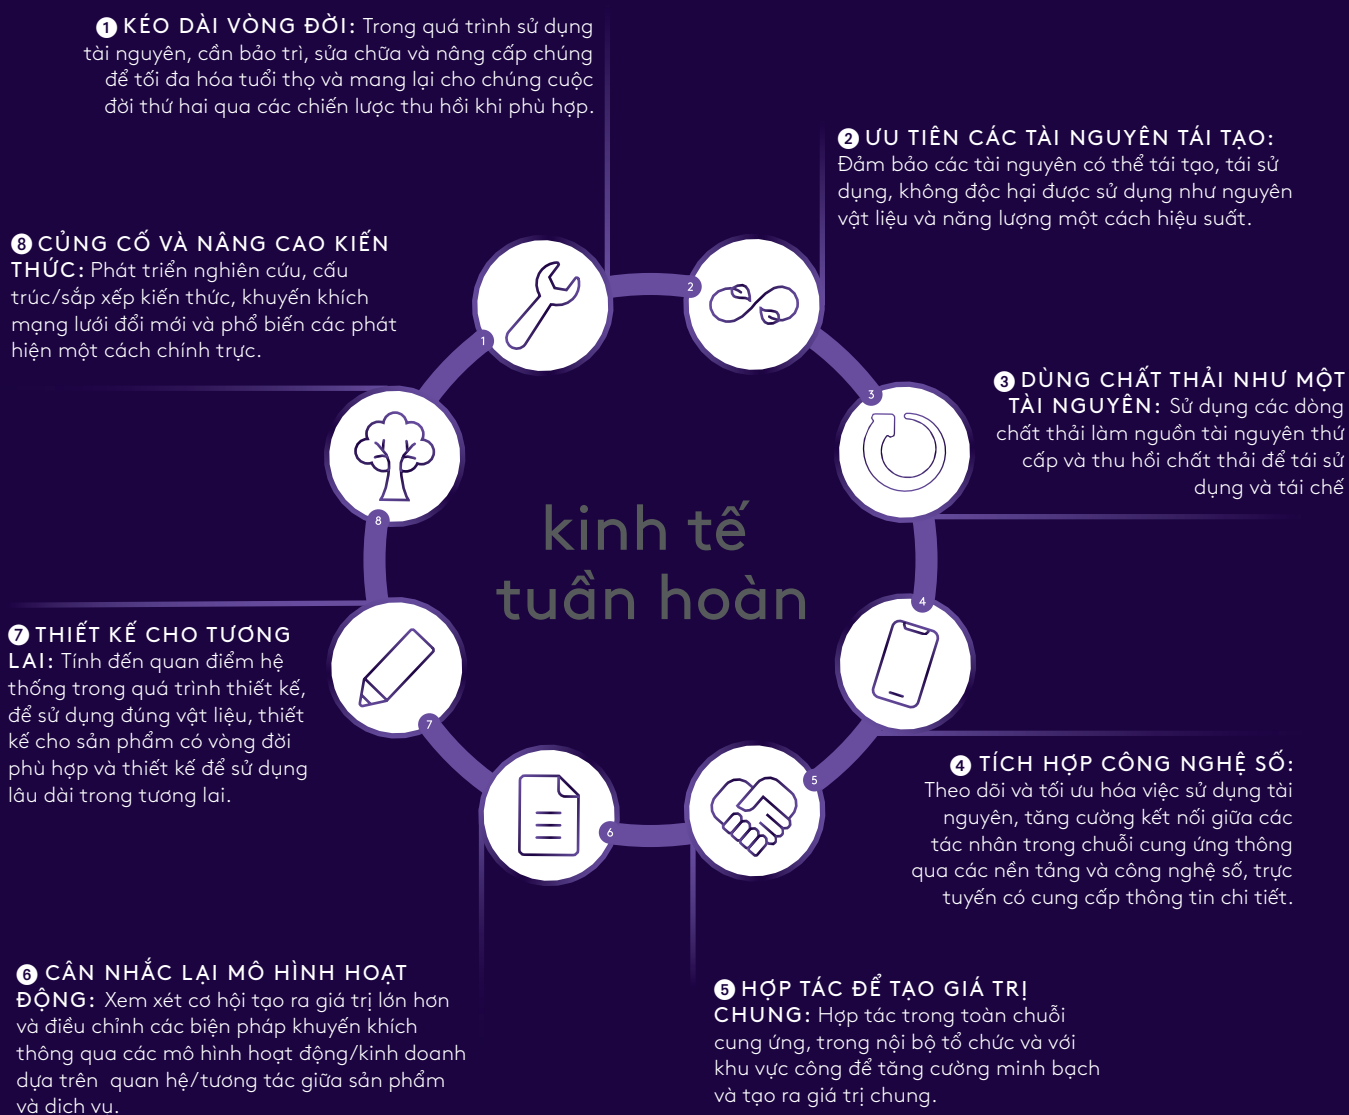 ❶ KÉO DÀI VÒNG ĐỜI: Trong quá trình sử dụng
tài nguyên, cần bảo trì, sửa chữa và nâng cấp chúng
để tối đa hóa tuổi thọ và mang lại cho chúng cuộc
đời thứ hai qua các chiến lược thu hồi khi phù hợp.
❷ ƯU TIÊN CÁC TÀI NGUYÊN TÁI TẠO:
Đảm bảo các tài nguyên có thể tái tạo, tái sử
dụng, không độc hại được sử dụng như nguyên
vật liệu và năng lượng một cách hiệu suất.
❽ CỦNG CỐ VÀ NÂNG CAO KIẾN
THỨC: Phát triển nghiên cứu, cấu
trúc/sắp xếp kiến thức, khuyến khích
mạng lưới đổi mới và phổ biến các phát
hiện một cách chính trực.
2
1
❸ DÙNG CHẤT THẢI NHƯ MỘT
TÀI NGUYÊN: Sử dụng các dòng
chất thải làm nguồn tài nguyên thứ
cấp và thu hồi chất thải để tái sử
dụng và tái chế
3
8
kinh tế
tuần hoàn
4
❼ THIẾT KẾ CHO TƯƠNG
LAI: Tính đến quan điểm hệ
thống trong quá trình thiết kế,
để sử dụng đúng vật liệu, thiết
kế cho sản phẩm có vòng đời
phù hợp và thiết kế để sử dụng
lâu dài trong tương lai.
7
5
6
❹ TÍCH HỢP CÔNG NGHỆ SỐ:
Theo dõi và tối ưu hóa việc sử dụng tài
nguyên, tăng cường kết nối giữa các
tác nhân trong chuỗi cung ứng thông
qua các nền tảng và công nghệ số, trực
tuyến có cung cấp thông tin chi tiết.
❻ CÂN NHẮC LẠI MÔ HÌNH HOẠT
ĐỘNG: Xem xét cơ hội tạo ra giá trị lớn hơn
và điều chỉnh các biện pháp khuyến khích
thông qua các mô hình hoạt động/kinh doanh
dựa trên quan hệ/tương tác giữa sản phẩm
và dịch vụ.
❺ HỢP TÁC ĐỂ TẠO GIÁ TRỊ
CHUNG: Hợp tác trong toàn chuỗi
cung ứng, trong nội bộ tổ chức và với
khu vực công để tăng cường minh bạch
và tạo ra giá trị chung.